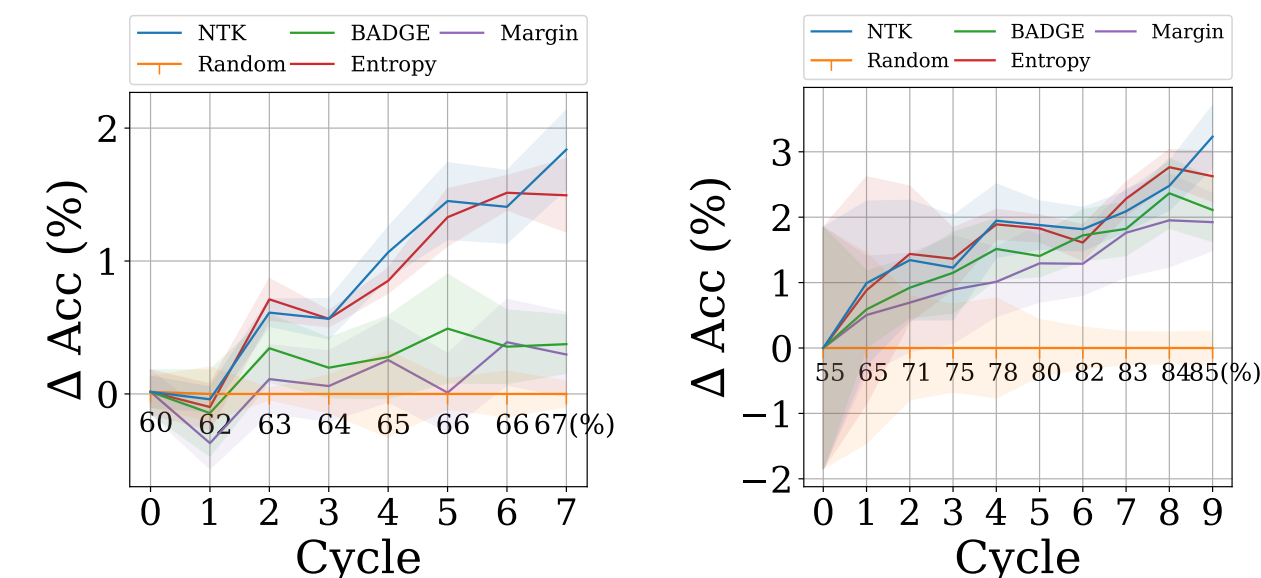 NTK BADGE Margin
Random Entropy
Δ Acc (%)
2
1
0
60 62 63 64 65 66 66 67(%)
0 1 2 3 4 5 6 7
Cycle
NTK BADGE Margin
Random Entropy
Δ Acc (%)
3
2
1
0
−1
−2
55 65 71 75 78 80 82 83 84 85(%)
0 1 2 3 4 5 6 7 8 9
Cycle